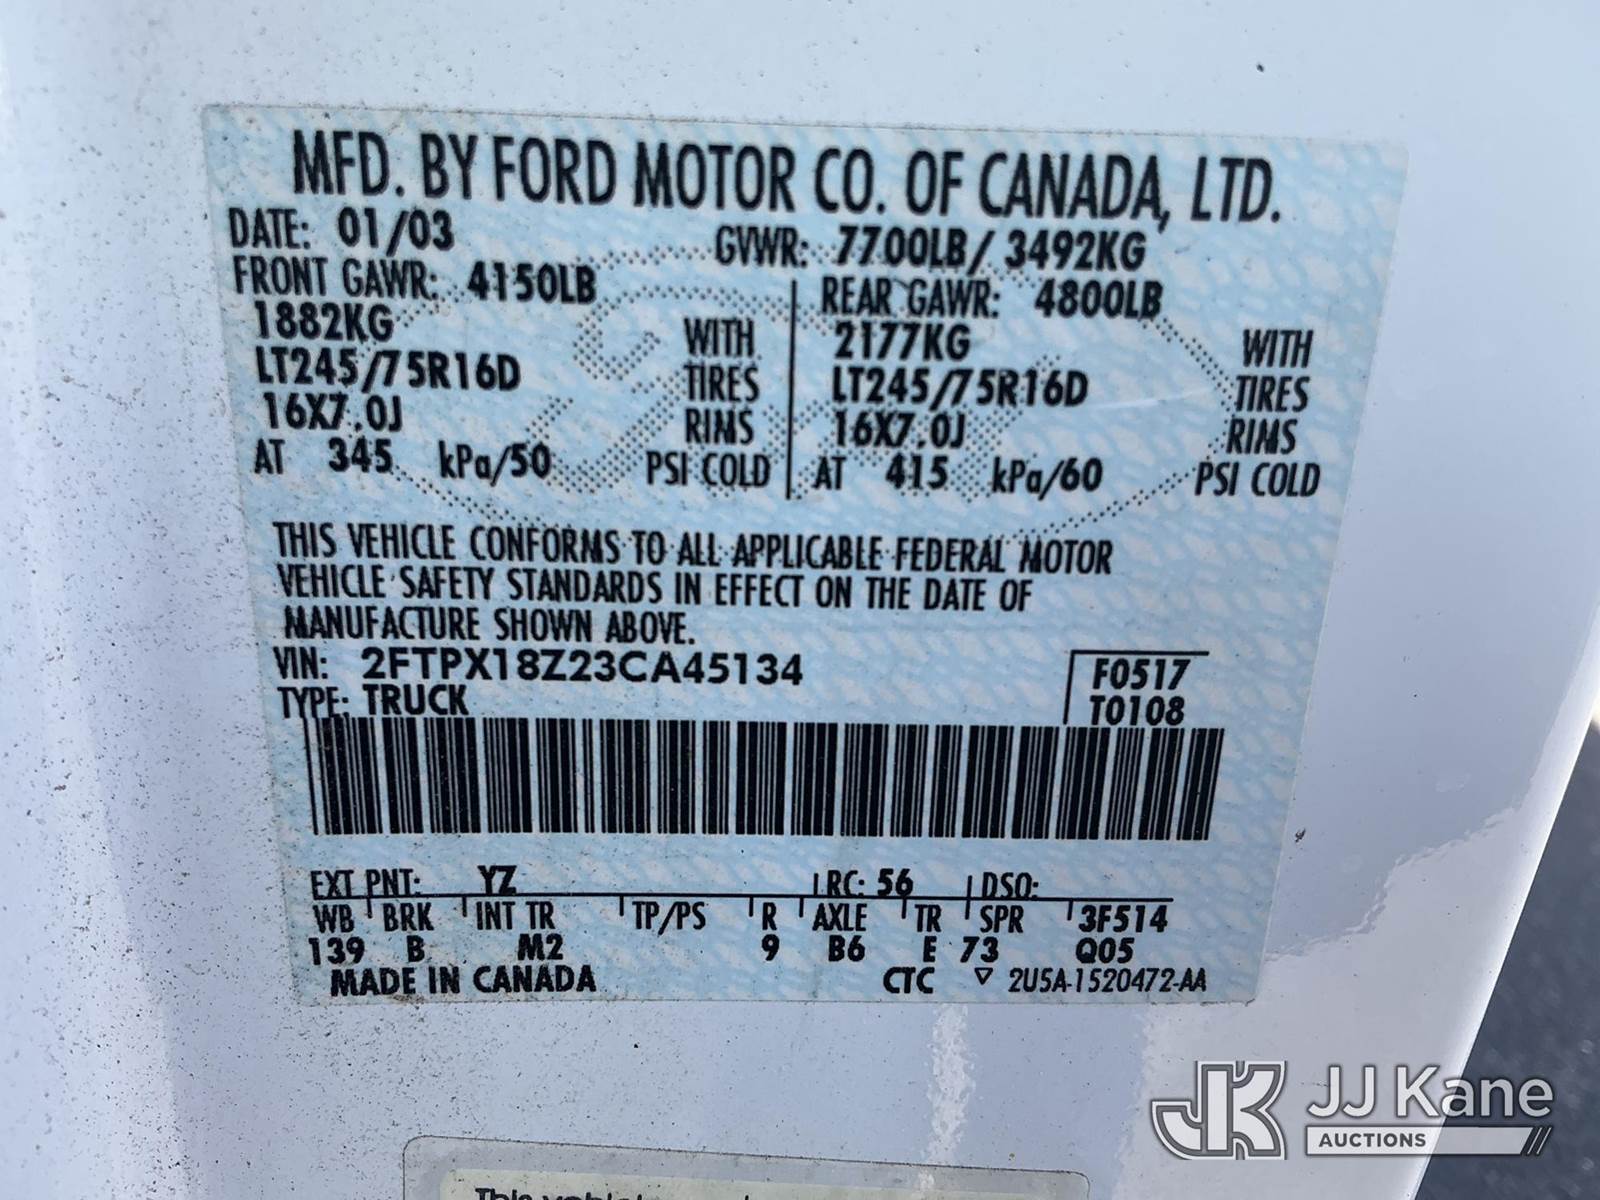 MFD. BY FORD MOTOR CO. OF CANADA, LTD.
DATE: 01/03 GVWR: 7700LB/ 3492KG
FRONT GAWR: 4150LB REAR GAWR: 4800LB
1882KG WITH 2177KG WITH
LT245/75R16D TIRES LT245/75R16D TIRES
16X7.0J RIMS 16X7.0J RIMS
AT 345 kPa/50 PSI COLD AT 415 kPa/60 PSI COLD
THIS VEHICLE CONFORMS TO ALL APPLICABLE FEDERAL MOTOR
VEHICLE SAFETY STANDARDS IN EFFECT ON THE DATE OF
MANUFACTURE SHOWN ABOVE.
VIN: 2FTPX18Z23CA45134 F0517
TYPE: TRUCK T0108
EXT PNT: YZ RC: 56 DSO:
WB BRK INT TR TP/PS R AXLE TR SPR 3F514
139 B M2 9 B6 E 73 Q05
MADE IN CANADA CTC ▽ 2U5A-1520472-AA
JK JJ Kane
AUCTIONS
This vehicle